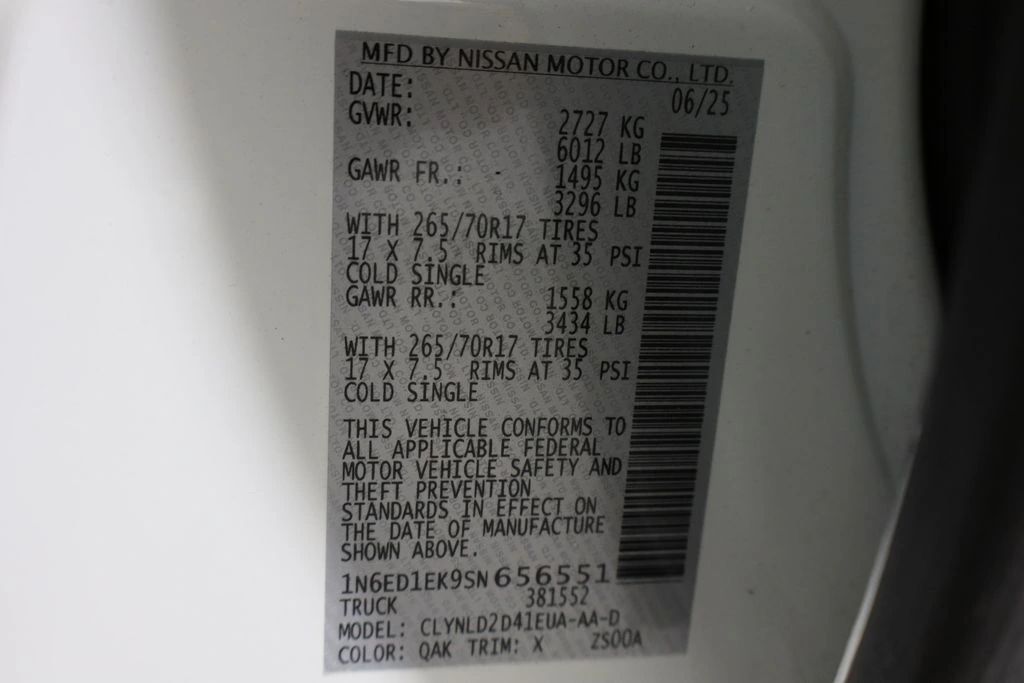 MFD BY NISSAN MOTOR CO., LTD.
DATE: 06/25
GVWR: 2727 KG
6012 LB
GAWR FR.: - 1495 KG
3296 LB
WITH 265/70R17 TIRES
17 X 7.5 RIMS AT 35 PSI
COLD SINGLE
GAWR RR.: 1558 KG
3434 LB
WITH 265/70R17 TIRES
17 X 7.5 RIMS AT 35 PSI
COLD SINGLE
THIS VEHICLE CONFORMS TO
ALL APPLICABLE FEDERAL
MOTOR VEHICLE SAFETY AND
THEFT PREVENTION
STANDARDS IN EFFECT ON
THE DATE OF MANUFACTURE
SHOWN ABOVE.
1N6ED1EK9SN656551
TRUCK 381552
MODEL: CLYNLD2D41EUA-AA-D
COLOR: QAK TRIM: X ZS00A